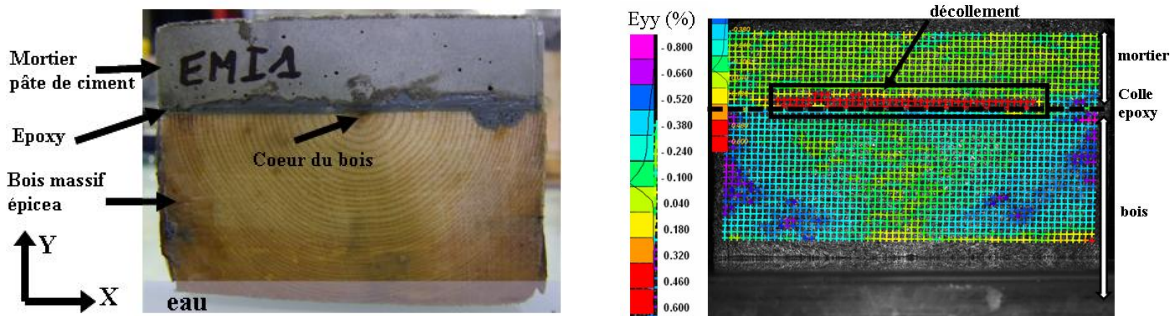 Mortier
pâte de ciment
EMI1
Epoxy
Coeur du bois
Bois massif
épicea
Y
X
eau
Eyy (%)
- 0.800
- 0.660
- 0.520
- 0.380
- 0.240
- 0.100
0.040
0.180
0.320
0.460
0.600
décollement
mortier
Colle
epoxy
bois